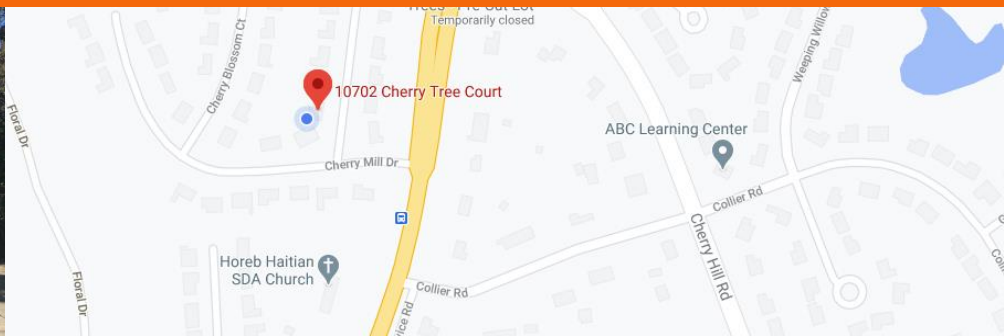 Temporarily closed
Cherry Blossom Ct
10702 Cherry Tree Court
Floral Dr
Cherry Mill Dr
ABC Learning Center
Weeping Willow
Collier Rd
Horeb Haitian
SDA Church
Cherry Hill Rd
Floral Dr
Collier Rd